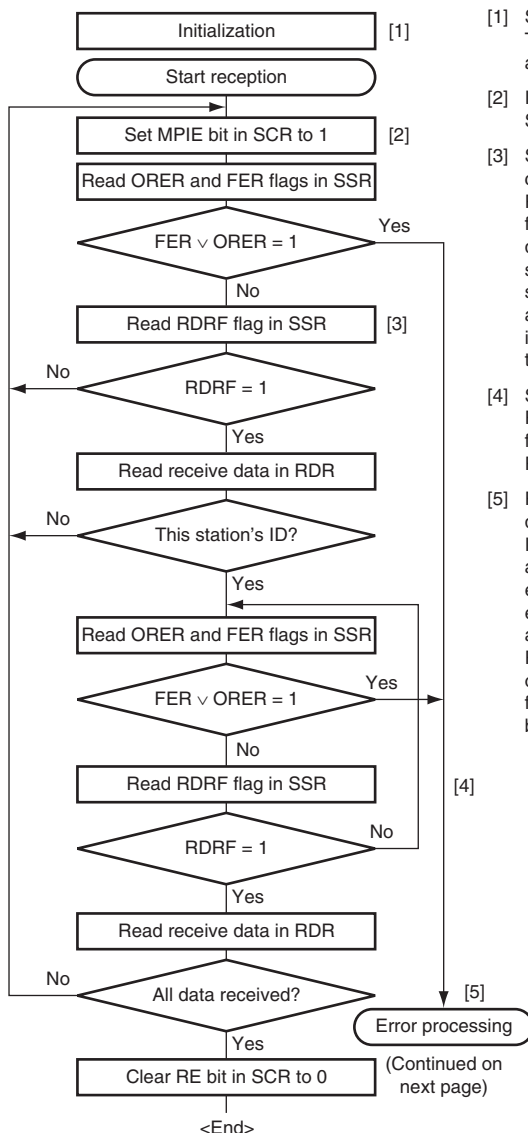 Initialization [1]
Start reception
Set MPIE bit in SCR to 1 [2]
Read ORER and FER flags in SSR
FER ∨ ORER = 1
Yes
No
Read RDRF flag in SSR [3]
No
RDRF = 1
Yes
Read receive data in RDR
No
This station's ID?
Yes
Read ORER and FER flags in SSR
FER ∨ ORER = 1
Yes
No
Read RDRF flag in SSR
[4]
No
RDRF = 1
Yes
Read receive data in RDR
No
All data received?
[5]
Yes
Error processing
Clear RE bit in SCR to 0
(Continued on
next page)
<End>
[1]
[2]
[3]
[4]
[5]